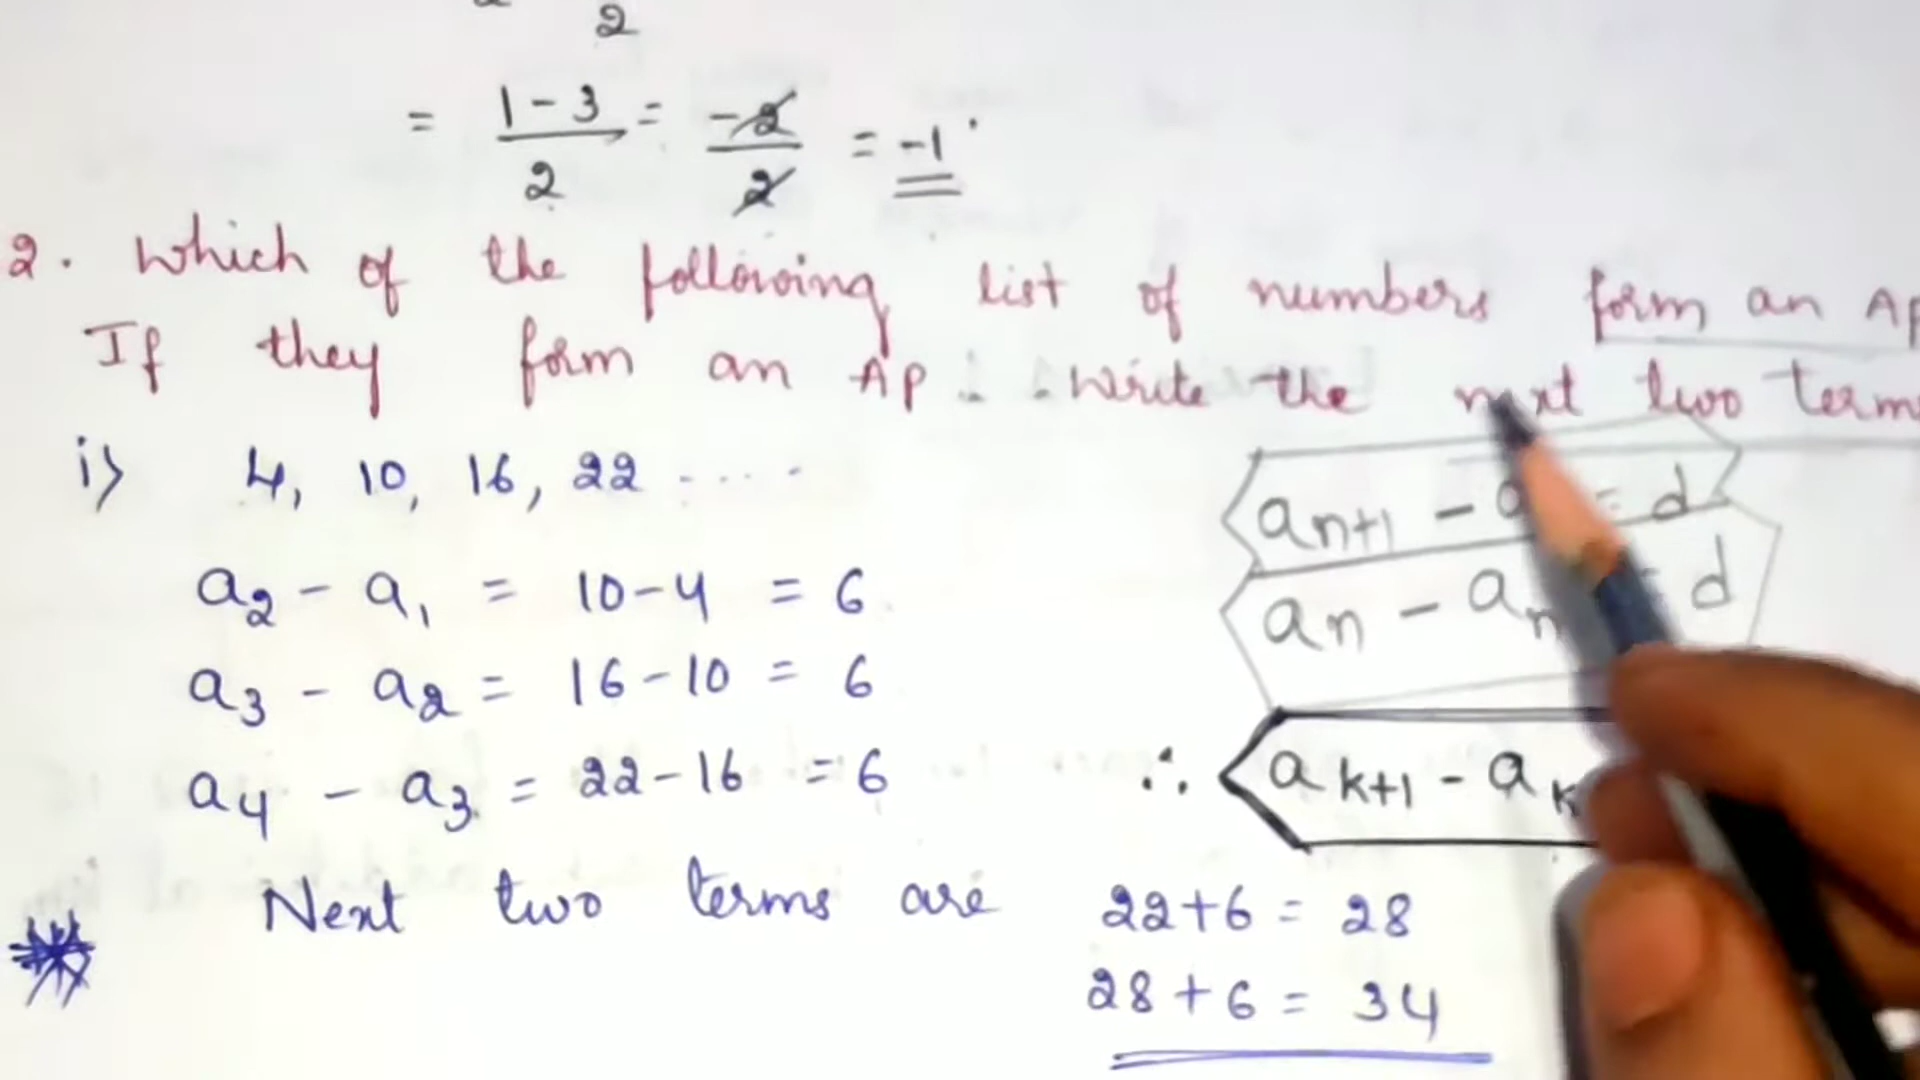 2
= 1-3/2 = -2/2 = -1
2. Which of the following list of numbers form an AP
If they form an AP. Write the next two terms
i) 4, 10, 16, 22 ....
a2 - a1 = 10-4 = 6
a3 - a2 = 16-10 = 6
a4 - a3 = 22-16 = 6
an+1 - = d
an - an = d
∴ ak+1 - ak
Next two terms are 22+6 = 28
28+6 = 34